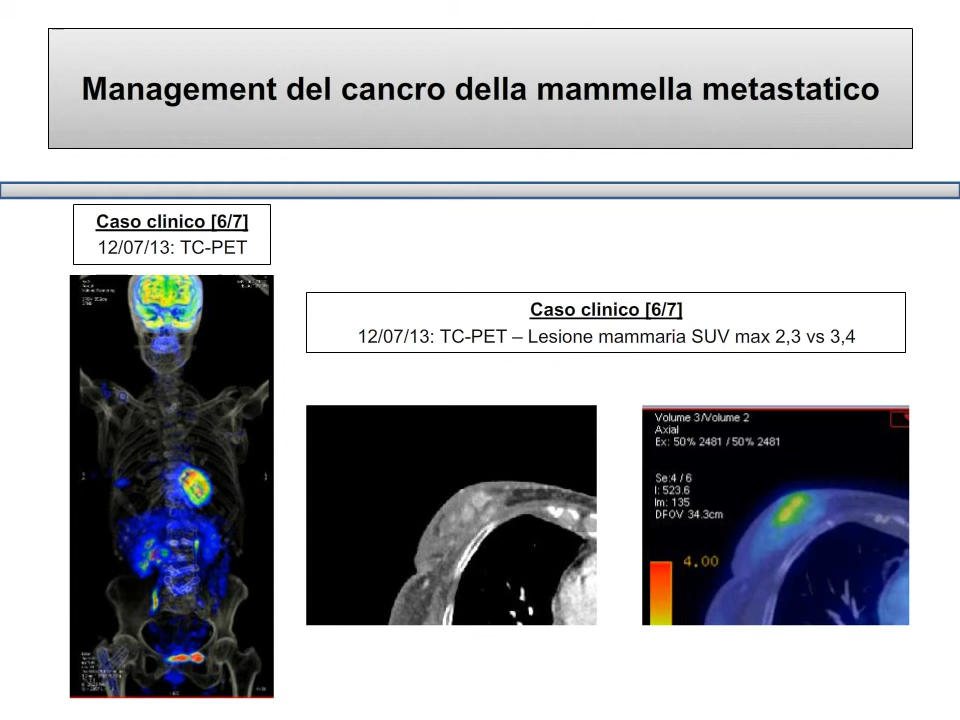 Management del cancro della mammella metastatico
Caso clinico [6/7]
12/07/13: TC-PET
Caso clinico [6/7]
12/07/13: TC-PET – Lesione mammaria SUV max 2,3 vs 3,4
Volume 3/Volume 2
Axial
Ex: 50% 2481 / 50% 2481
Se:4 / 6
I: 523.6
Im: 135
DFOV 34.3cm
4.00